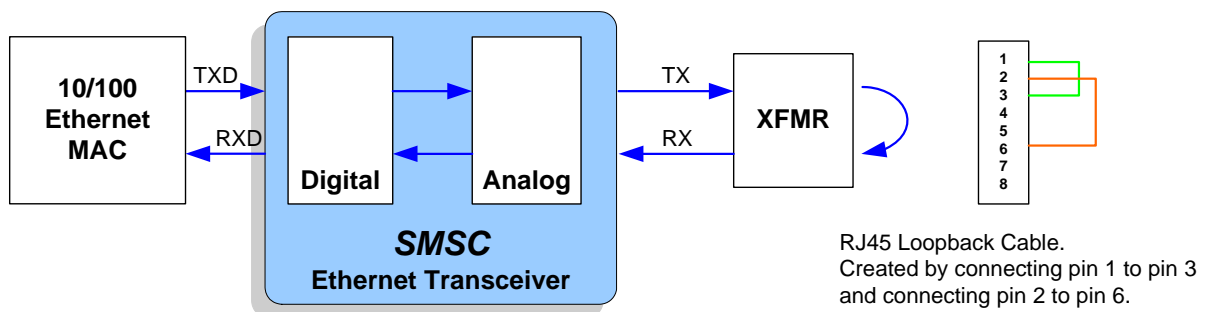 10/100
Ethernet
MAC
TXD
RXD
Digital
Analog
SMSC
Ethernet Transceiver
TX
RX
XFMR
1
2
3
4
5
6
7
8
RJ45 Loopback Cable.
Created by connecting pin 1 to pin 3
and connecting pin 2 to pin 6.